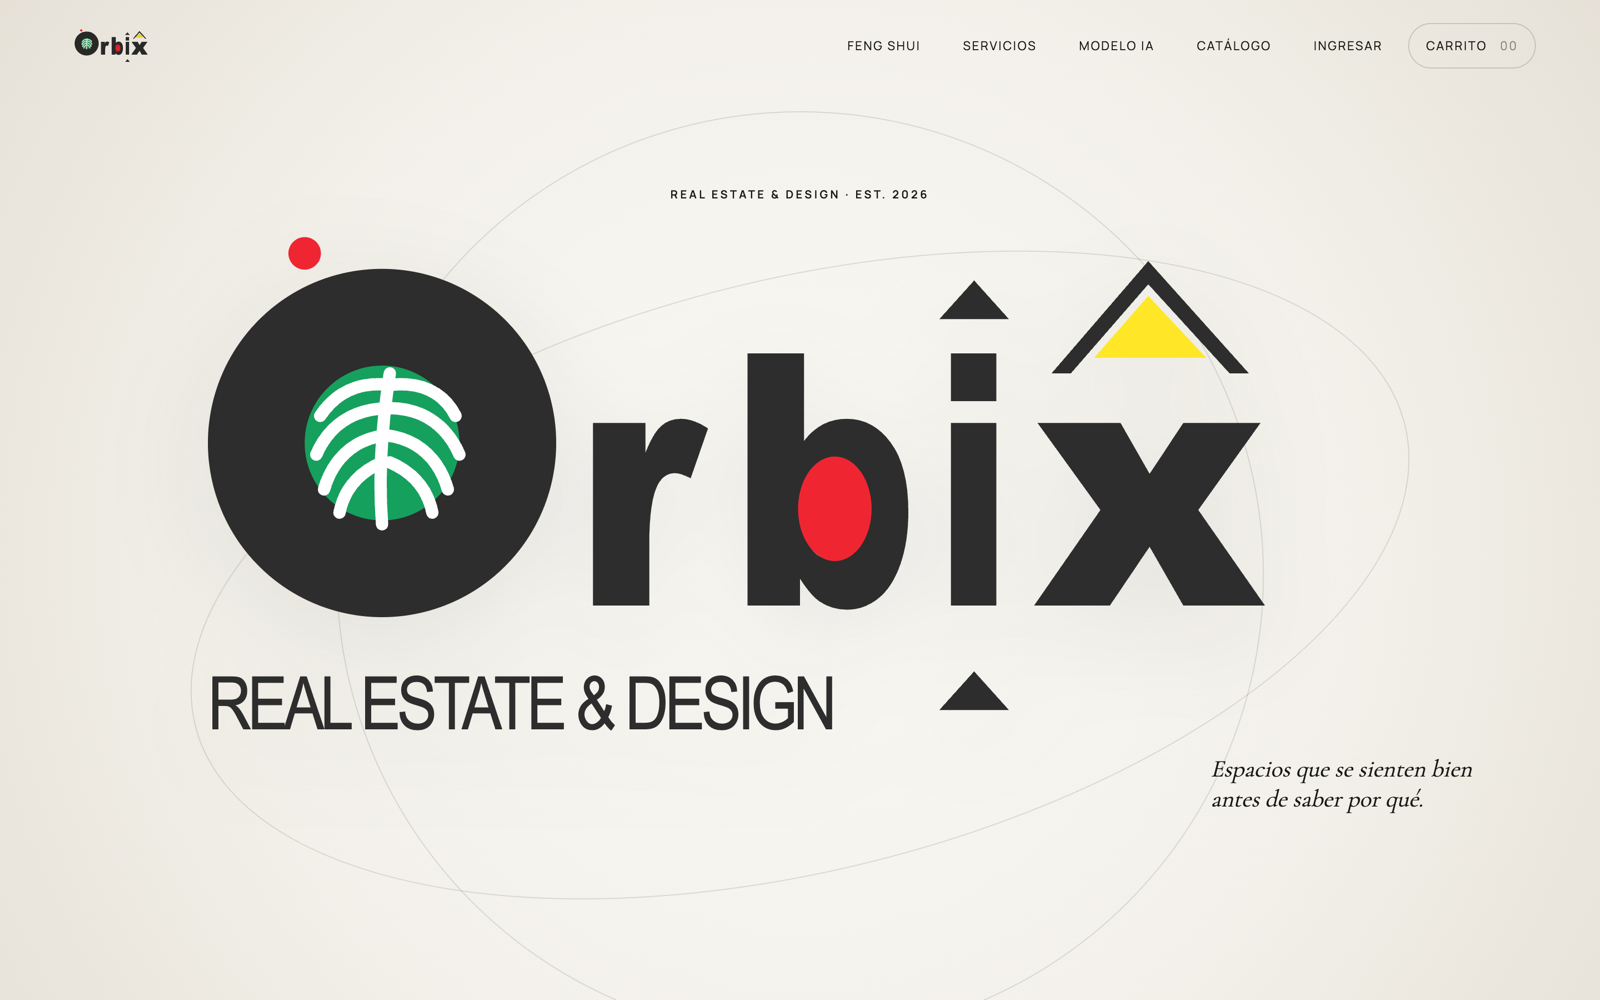 Orbix
FENG SHUI
SERVICIOS
MODELO IA
CATÁLOGO
INGRESAR
CARRITO 00
REAL ESTATE & DESIGN · EST. 2026
Orbix
REAL ESTATE & DESIGN
Espacios que se sienten bien
antes de saber por qué.